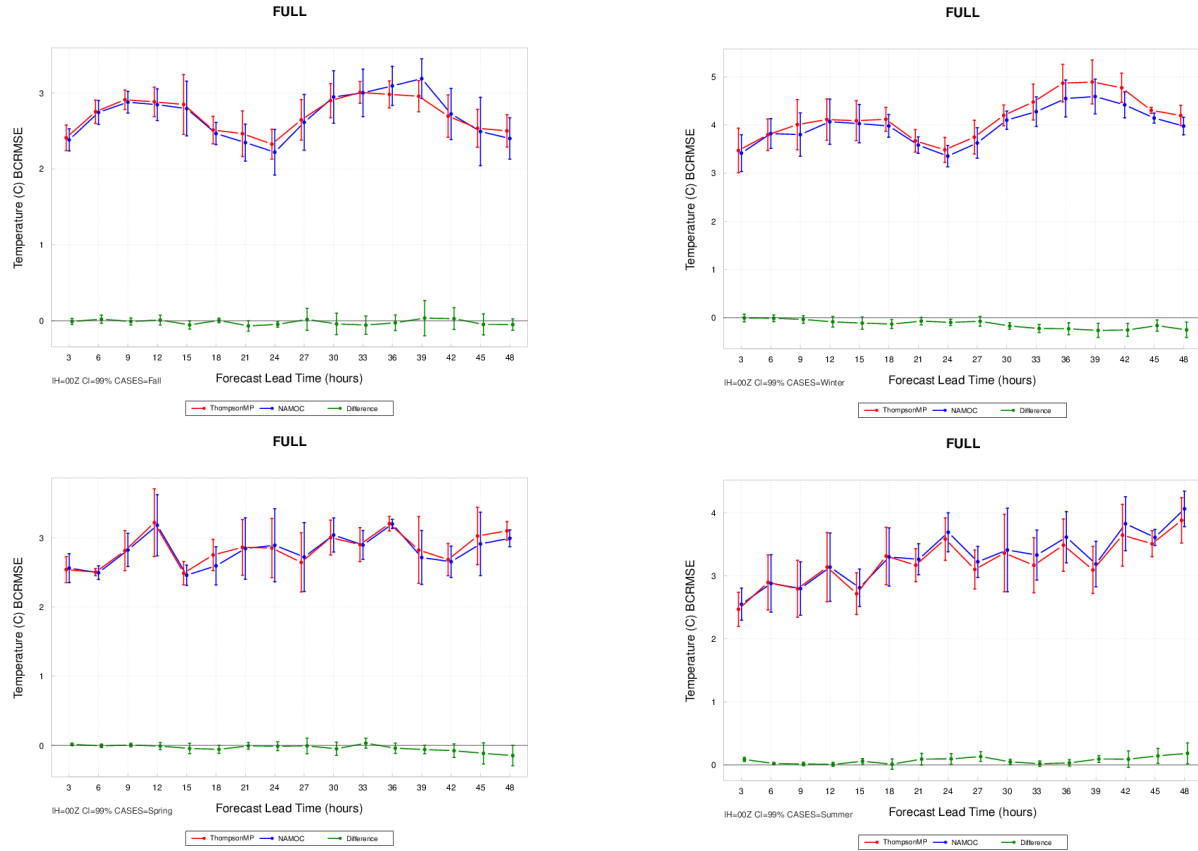 FULL
Temperature (C) BCRMSE
3
2
1
0
3 6 9 12 15 18 21 24 27 30 33 36 39 42 45 48
Forecast Lead Time (hours)
IH=00Z CI=99% CASES=Fall
ThompsonMP NAMOC Difference
FULL
Temperature (C) BCRMSE
5
4
3
2
1
0
3 6 9 12 15 18 21 24 27 30 33 36 39 42 45 48
Forecast Lead Time (hours)
IH=00Z CI=99% CASES=Winter
ThompsonMP NAMOC Difference
FULL
Temperature (C) BCRMSE
3
2
1
0
3 6 9 12 15 18 21 24 27 30 33 36 39 42 45 48
Forecast Lead Time (hours)
IH=00Z CI=99% CASES=Spring
ThompsonMP NAMOC Difference
FULL
Temperature (C) BCRMSE
4
3
2
1
0
3 6 9 12 15 18 21 24 27 30 33 36 39 42 45 48
Forecast Lead Time (hours)
IH=00Z CI=99% CASES=Summer
ThompsonMP NAMOC Difference